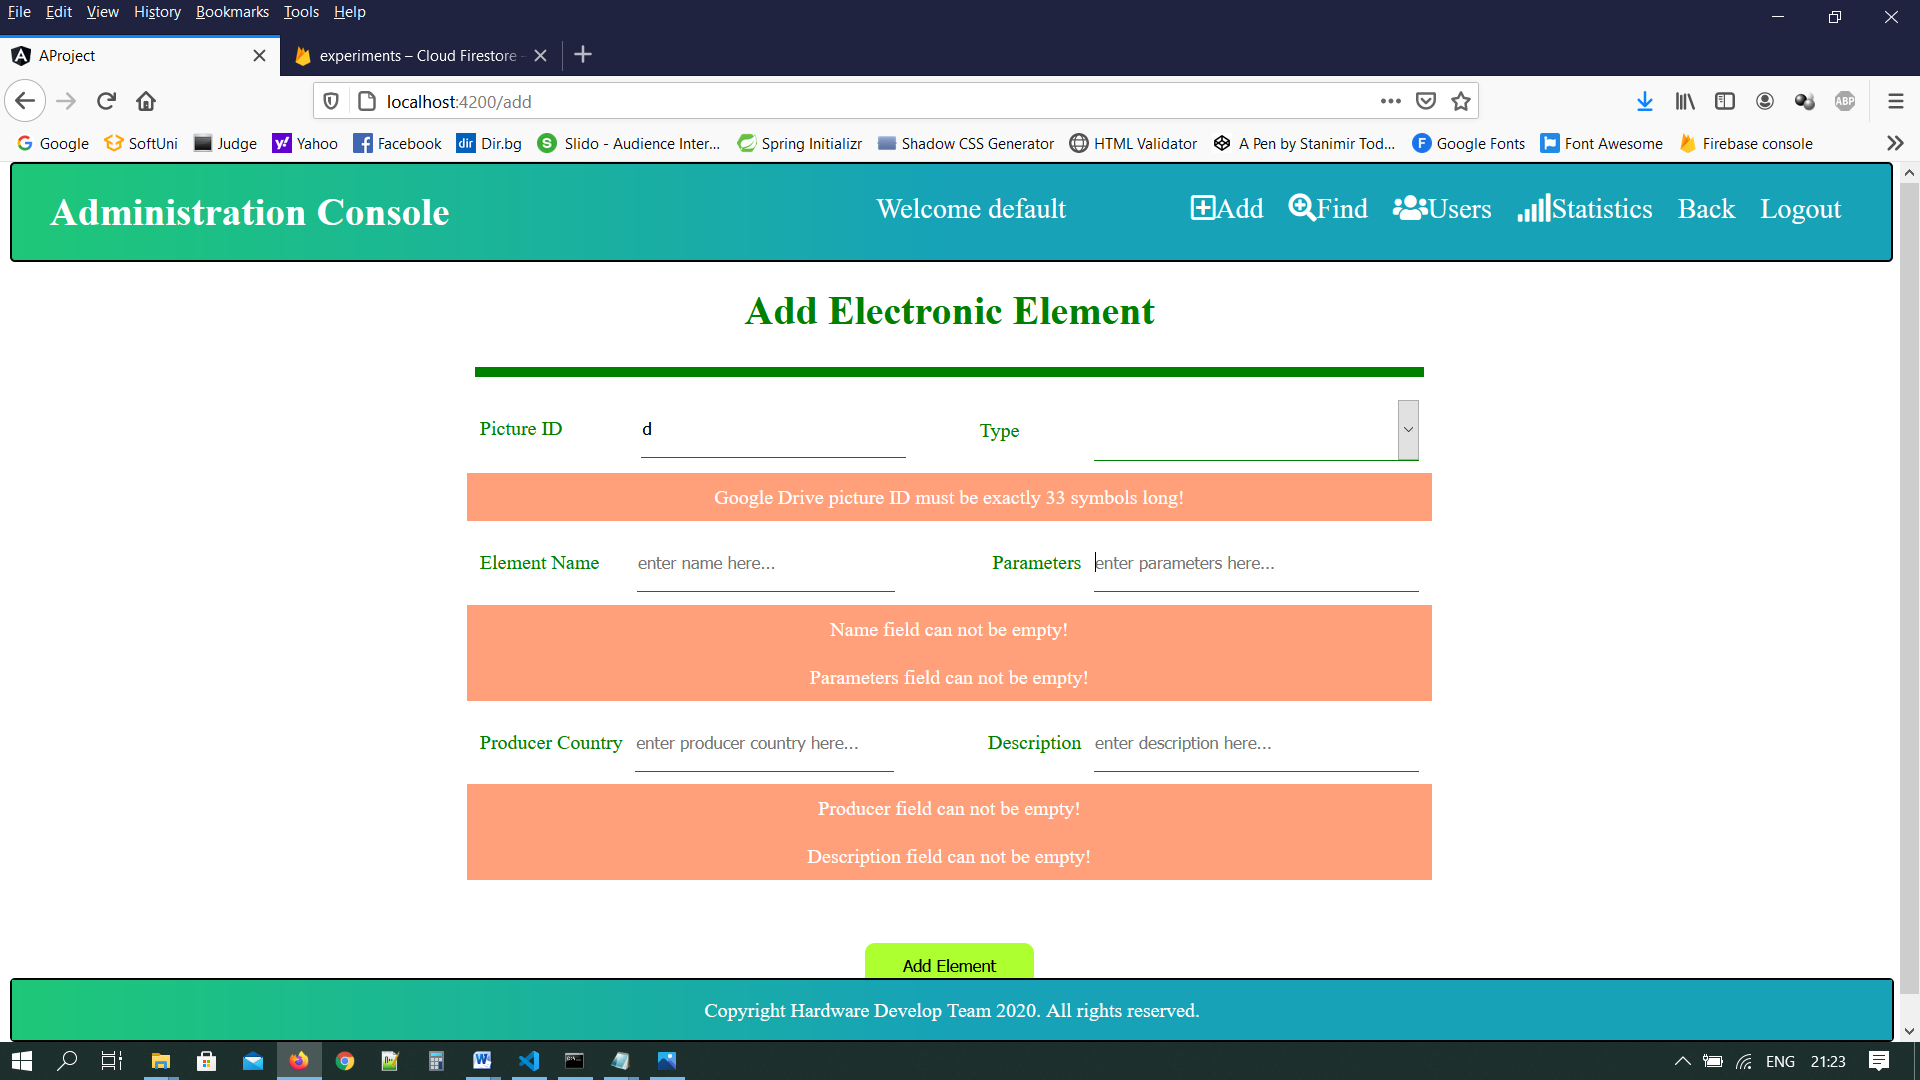 File Edit View History Bookmarks Tools Help
AProject experiments – Cloud Firestore -
localhost:4200/add ABP
Google SoftUni Judge Yahoo Facebook dir Dir.bg S Slido - Audience Inter... Spring Initializr Shadow CSS Generator HTML Validator A Pen by Stanimir Tod... F Google Fonts Font Awesome Firebase console
Administration Console Welcome default Add Find Users Statistics Back Logout
Add Electronic Element
Picture ID d Type
Google Drive picture ID must be exactly 33 symbols long!
Element Name enter name here... Parameters enter parameters here...
Name field can not be empty!
Parameters field can not be empty!
Producer Country enter producer country here... Description enter description here...
Producer field can not be empty!
Description field can not be empty!
Add Element
Copyright Hardware Develop Team 2020. All rights reserved.
ENG 21:23